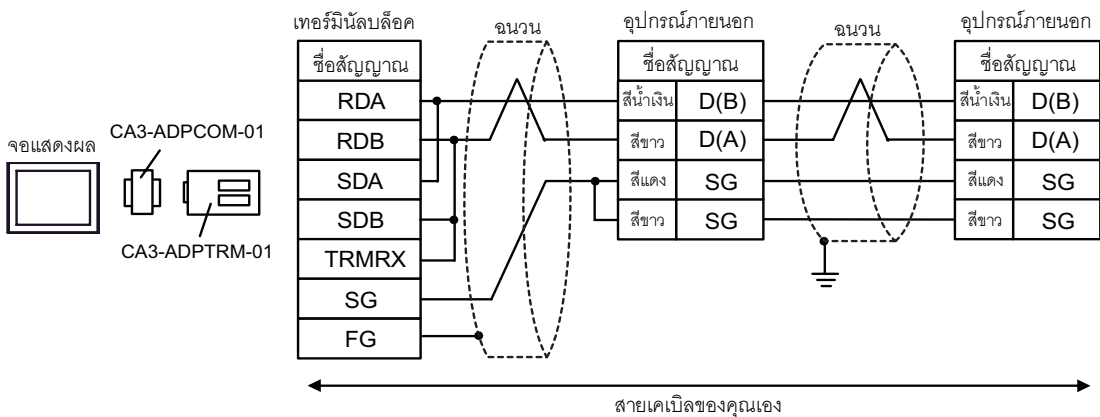 จอแสดงผล
CA3-ADPCOM-01
CA3-ADPTRM-01
เทอร์มินัลบล็อค
ชื่อสัญญาณ
RDA
RDB
SDA
SDB
TRMRX
SG
FG
ฉนวน
อุปกรณ์ภายนอก
ชื่อสัญญาณ
สีน้ำเงิน D(B)
สีขาว D(A)
สีแดง SG
สีขาว SG
ฉนวน
อุปกรณ์ภายนอก
ชื่อสัญญาณ
สีน้ำเงิน D(B)
สีขาว D(A)
สีแดง SG
สีขาว SG
สายเคเบิลของคุณเอง